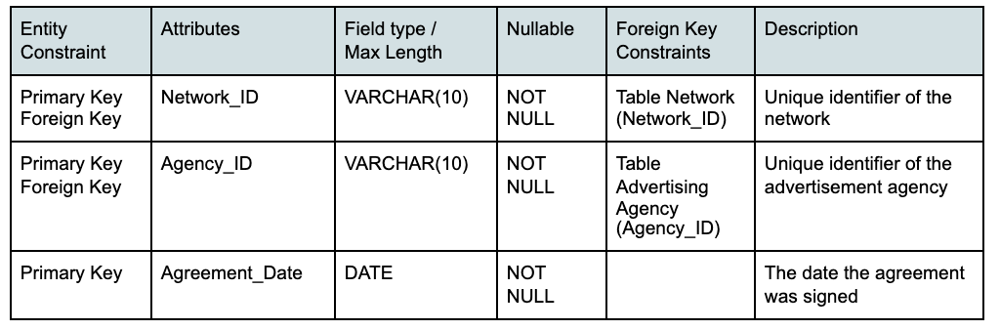 Entity Constraint
Attributes
Field type / Max Length
Nullable
Foreign Key Constraints
Description
Primary Key
Foreign Key
Network_ID
VARCHAR(10)
NOT NULL
Table Network (Network_ID)
Unique identifier of the network
Primary Key
Foreign Key
Agency_ID
VARCHAR(10)
NOT NULL
Table Advertising Agency (Agency_ID)
Unique identifier of the advertisement agency
Primary Key
Agreement_Date
DATE
NOT NULL
The date the agreement was signed